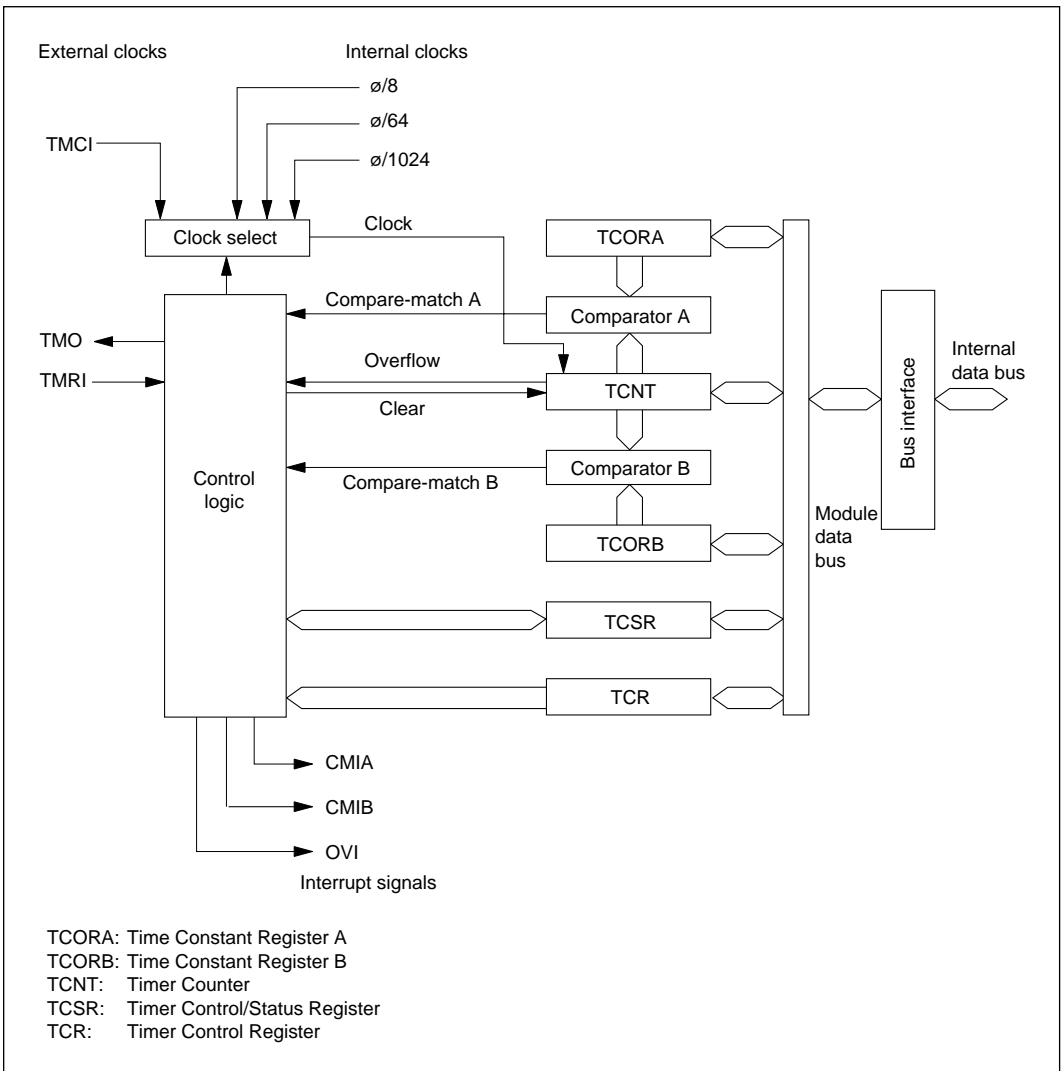 External clocks
Internal clocks
ø/8
ø/64
ø/1024
TMCI
Clock select
Clock
TCORA
Compare-match A
Comparator A
TMO
TMRI
Overflow
TCNT
Clear
Internal
data bus
Bus interface
Control
logic
Compare-match B
Comparator B
TCORB
Module
data
bus
TCSR
TCR
CMIA
CMIB
OVI
Interrupt signals
TCORA: Time Constant Register A
TCORB: Time Constant Register B
TCNT: Timer Counter
TCSR: Timer Control/Status Register
TCR: Timer Control Register